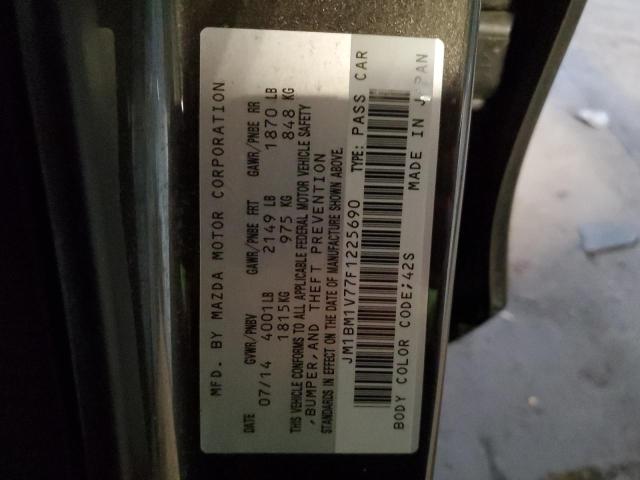 MFD. BY MAZDA MOTOR CORPORATION
DATE GVWR/PNBV GAWR/PNBE FRT GAWR/PNBE RR
07/14 4001LB 2149 LB 1870 LB
1815KG 975 KG 848 KG
THIS VEHICLE CONFORMS TO ALL APPLICABLE FEDERAL MOTOR VEHICLE SAFETY
,BUMPER,AND THEFT PREVENTION
STANDARDS IN EFFECT ON THE DATE OF MANUFACTURE SHOWN ABOVE.
JM1BM1V77F1225690 TYPE: PASS CAR
BODY COLOR CODE;42S MADE IN JAPAN